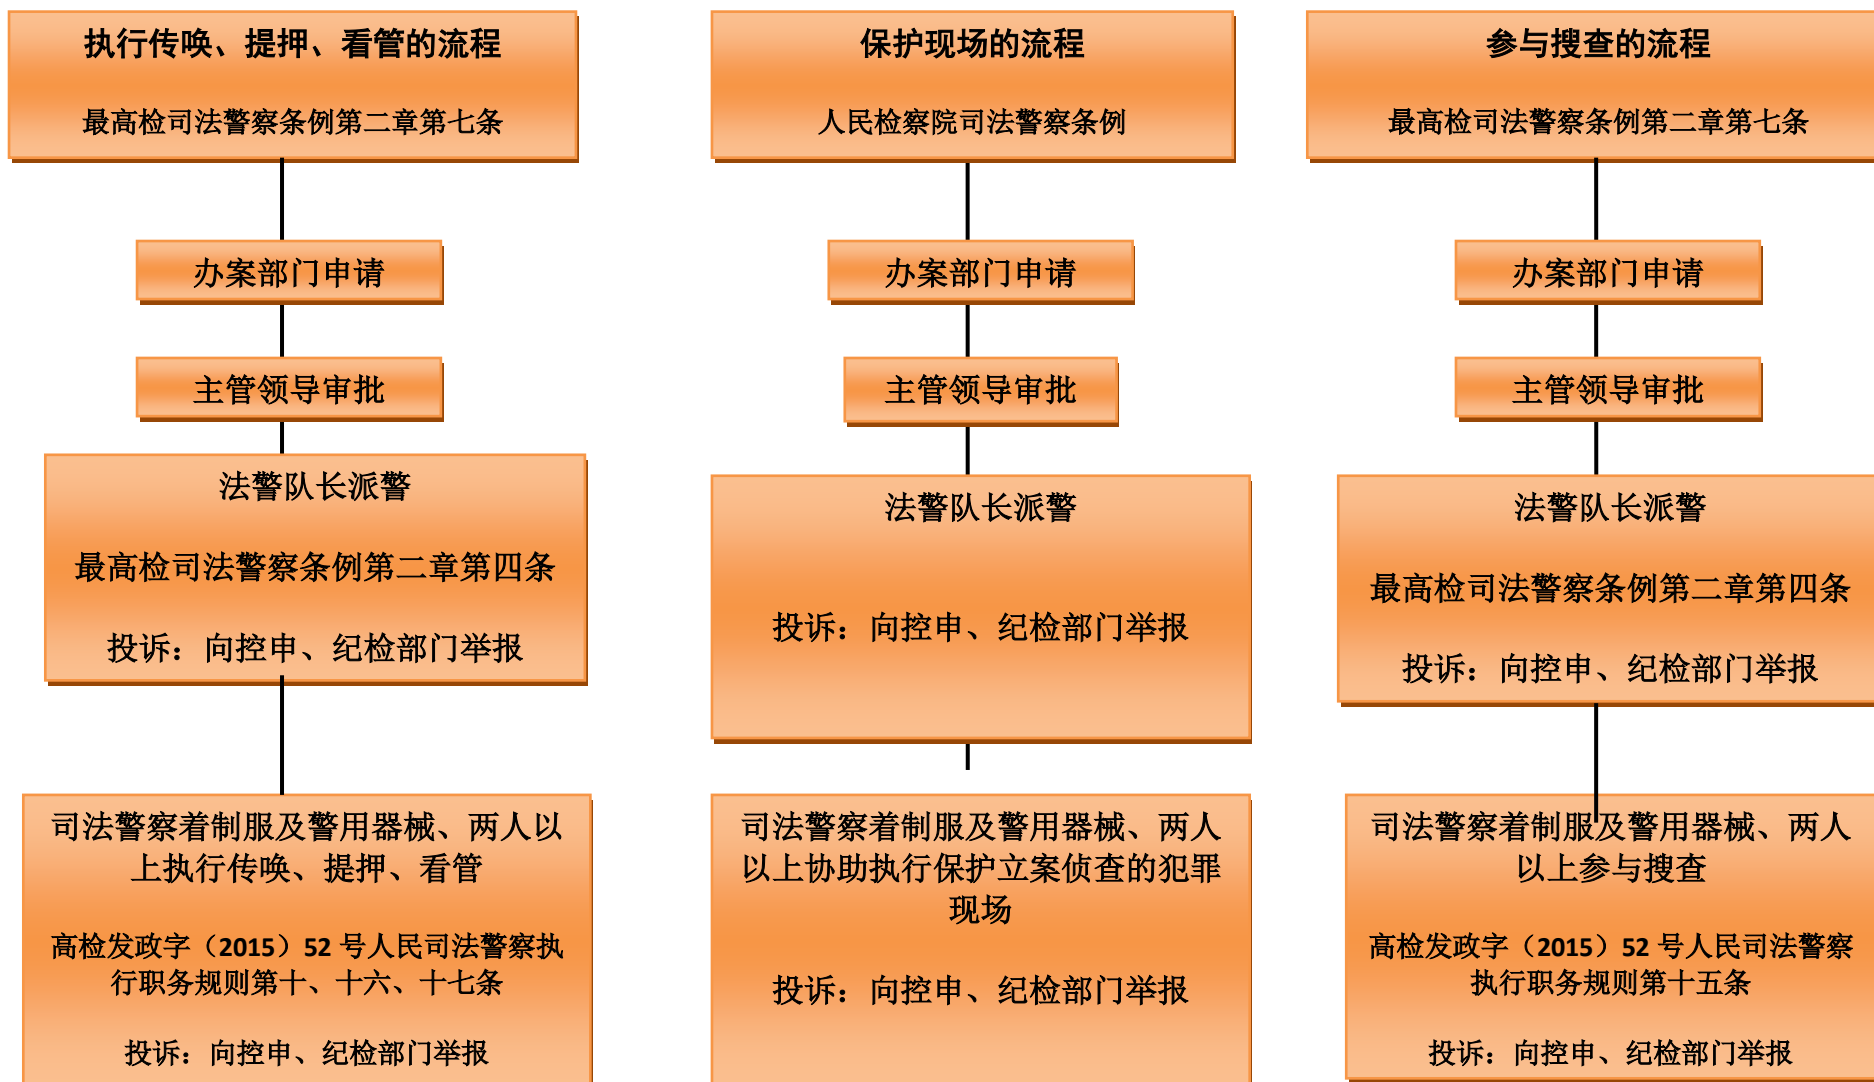 执行传唤、提押、看管的流程
最高检司法警察条例第二章第七条
办案部门申请
主管领导审批
法警队长派警
最高检司法警察条例第二章第四条
投诉：向控申、纪检部门举报
司法警察着制服及警用器械、两人以
上执行传唤、提押、看管
高检发政字（2015）52 号人民司法警察执
行职务规则第十、十六、十七条
投诉：向控申、纪检部门举报
保护现场的流程
人民检察院司法警察条例
办案部门申请
主管领导审批
法警队长派警
投诉：向控申、纪检部门举报
司法警察着制服及警用器械、两人
以上协助执行保护立案侦查的犯罪
现场
投诉：向控申、纪检部门举报
参与搜查的流程
最高检司法警察条例第二章第七条
办案部门申请
主管领导审批
法警队长派警
最高检司法警察条例第二章第四条
投诉：向控申、纪检部门举报
司法警察着制服及警用器械、两人
以上参与搜查
高检发政字（2015）52 号人民司法警察
执行职务规则第十五条
投诉：向控申、纪检部门举报